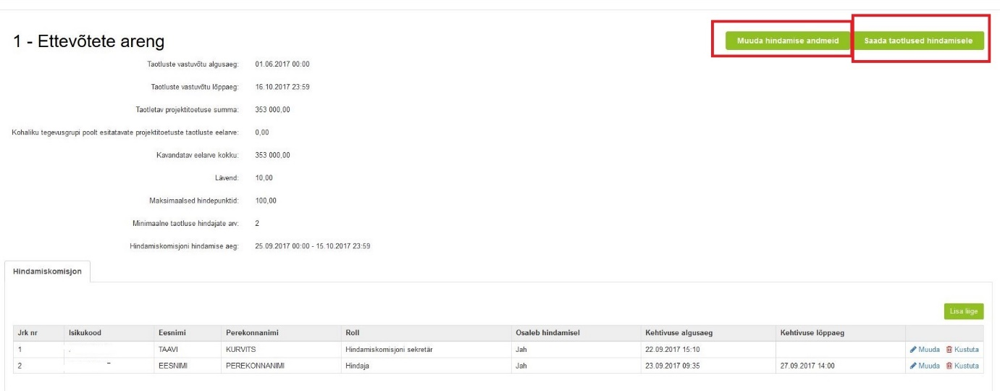 1 - Ettevõtete areng
Muuda hindamise andmeid
Saada taotlused hindamisele
Taotluste vastuvõtu algusaeg: 01.06.2017 00:00
Taotluste vastuvõtu lõppaeg: 16.10.2017 23:59
Taotletav projektitoetuse summa: 353 000,00
Kohaliku tegevusgrupi poolt esitatavate projektitoetuste taotluste eelarve: 0,00
Kavandatav eelarve kokku: 353 000,00
Lävend: 10,00
Maksimaalsed hindepunktid: 100,00
Minimaalne taotluse hindajate arv: 2
Hindamiskomisjoni hindamise aeg: 25.09.2017 00:00 - 15.10.2017 23:59
Hindamiskomisjon
Lisa liige
Jrk nr Isikukood Eesnimi Perekonnanimi Roll Osaleb hindamisel Kehtivuse algusaeg Kehtivuse lõppaeg
1 TAAVI KURVITS Hindamiskomisjoni sekretär Jah 22.09.2017 15:10 Muuda Kustuta
2 EESNIMI PEREKONNANIMI Hindaja Jah 23.09.2017 09:35 27.09.2017 14:00 Muuda Kustuta